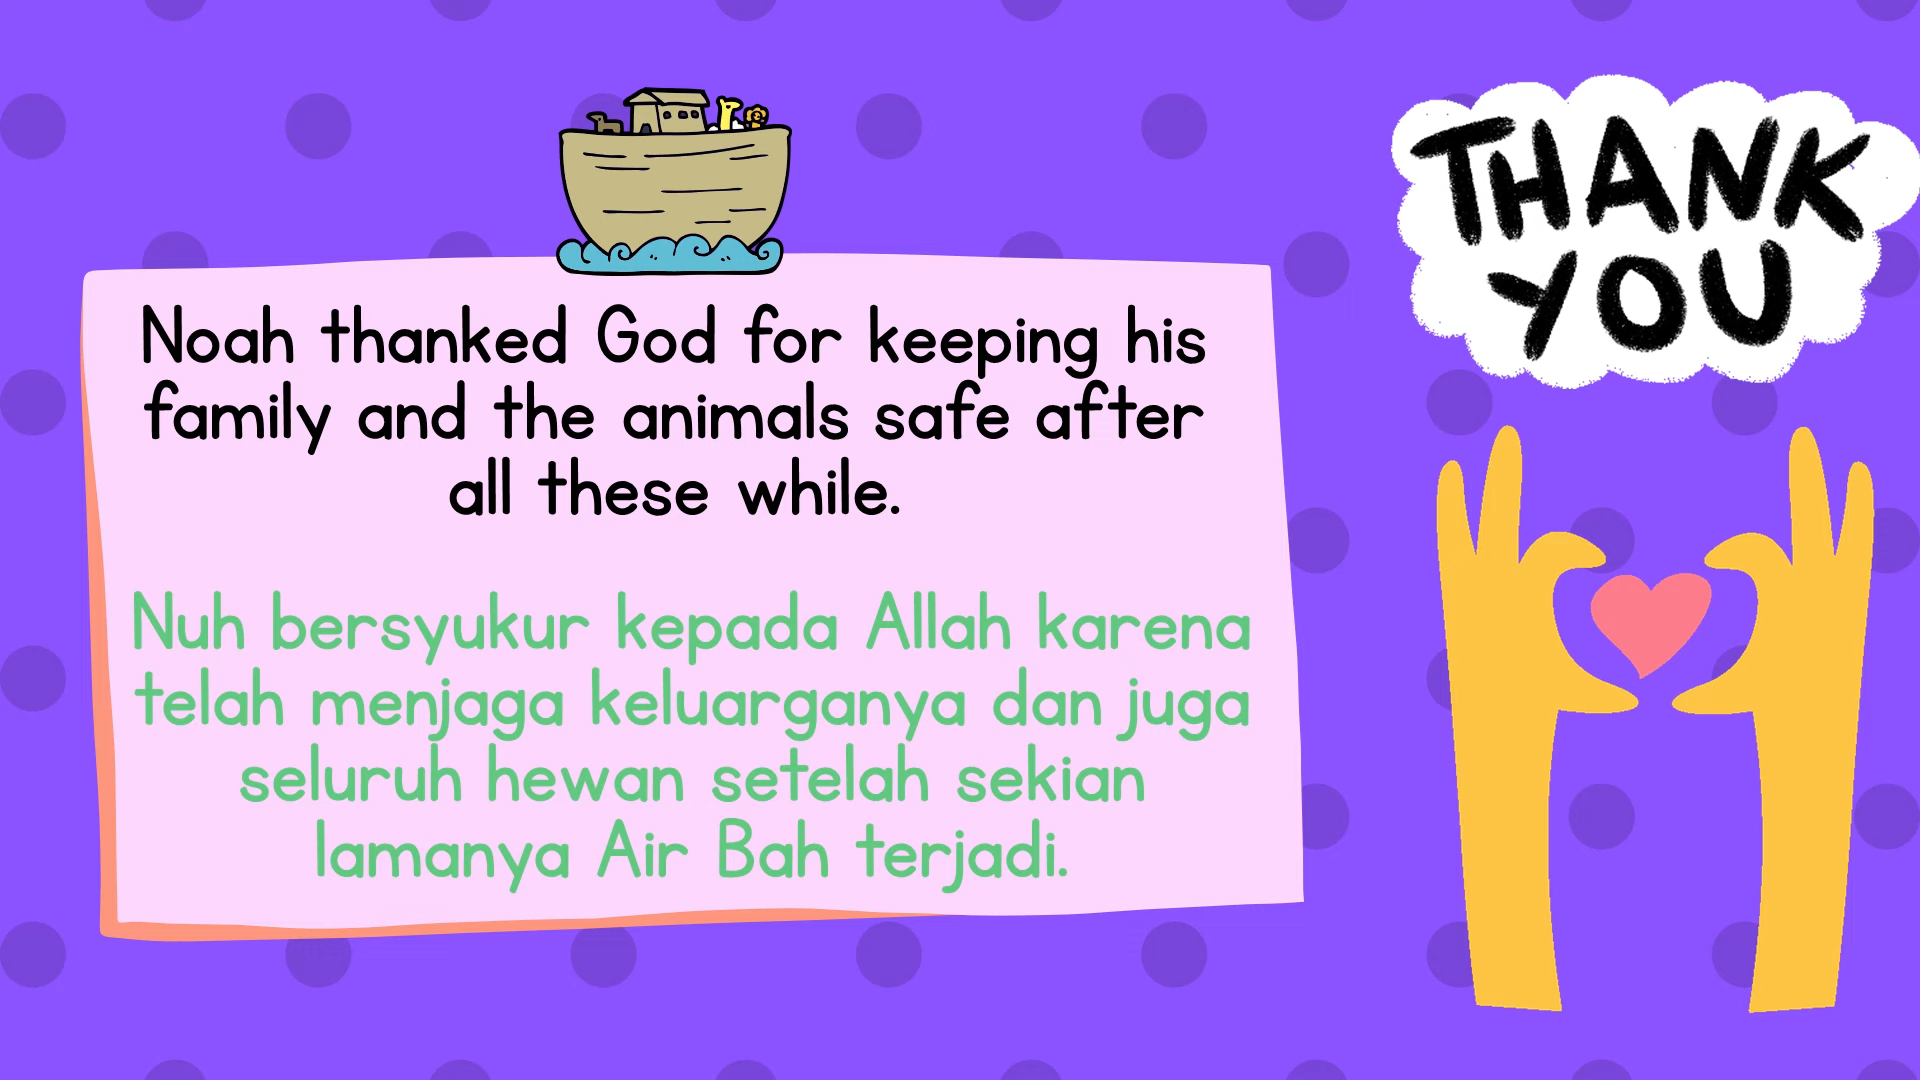 THANK
YOU
Noah thanked God for keeping his
family and the animals safe after
all these while.
Nuh bersyukur kepada Allah karena
telah menjaga keluarganya dan juga
seluruh hewan setelah sekian
lamanya Air Bah terjadi.